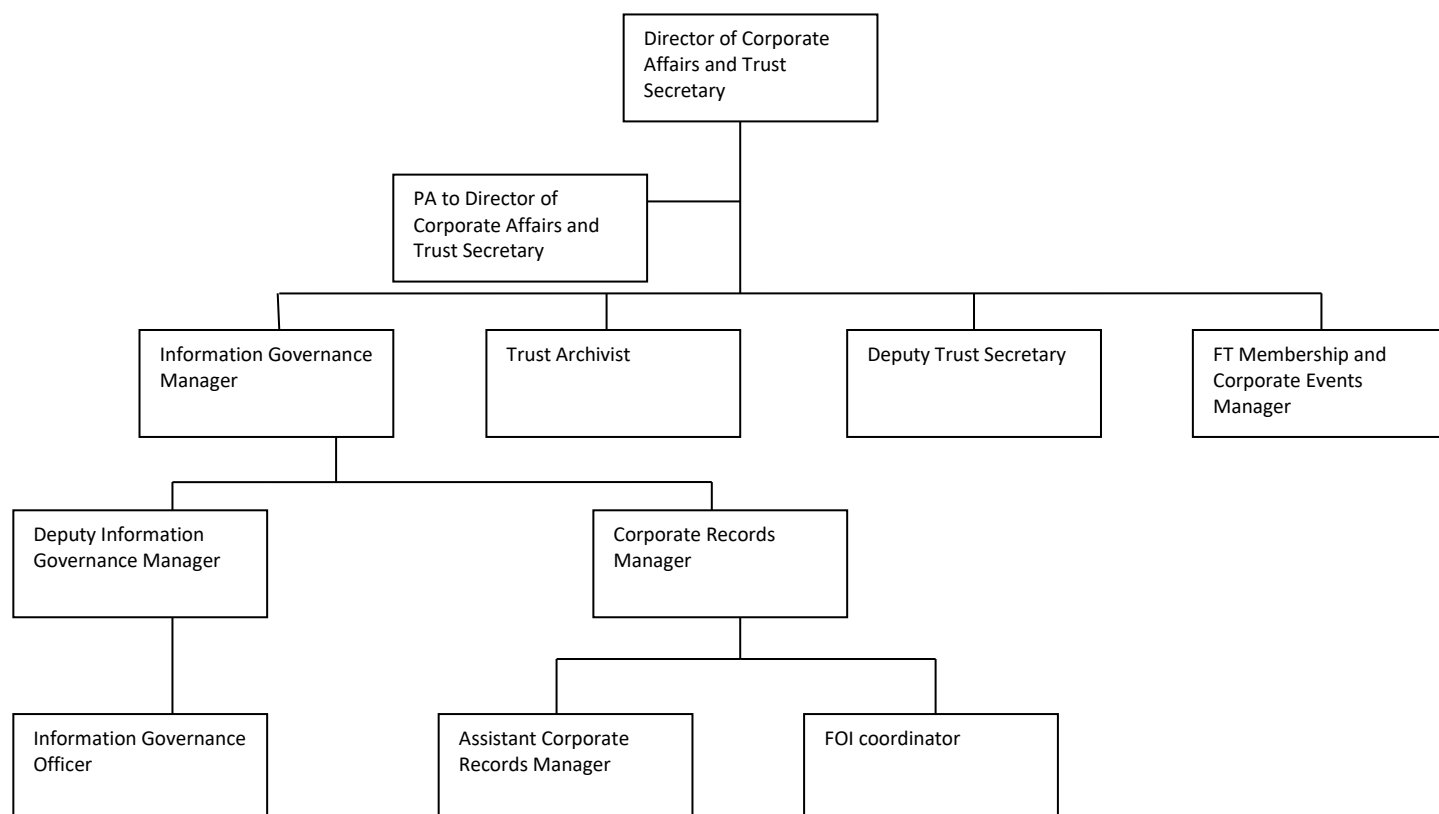 Director of Corporate
Affairs and Trust
Secretary
PA to Director of
Corporate Affairs and
Trust Secretary
Information Governance
Manager
Trust Archivist
Deputy Trust Secretary
FT Membership and
Corporate Events
Manager
Deputy Information
Governance Manager
Corporate Records
Manager
Information Governance
Officer
Assistant Corporate
Records Manager
FOI coordinator